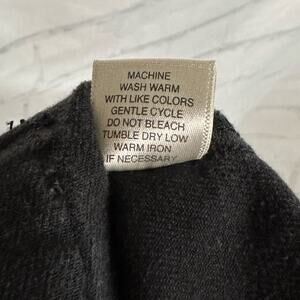 MACHINE
WASH WARM
WITH LIKE COLORS
GENTLE CYCLE
DO NOT BLEACH
TUMBLE DRY LOW
WARM IRON
IF NECESSARY